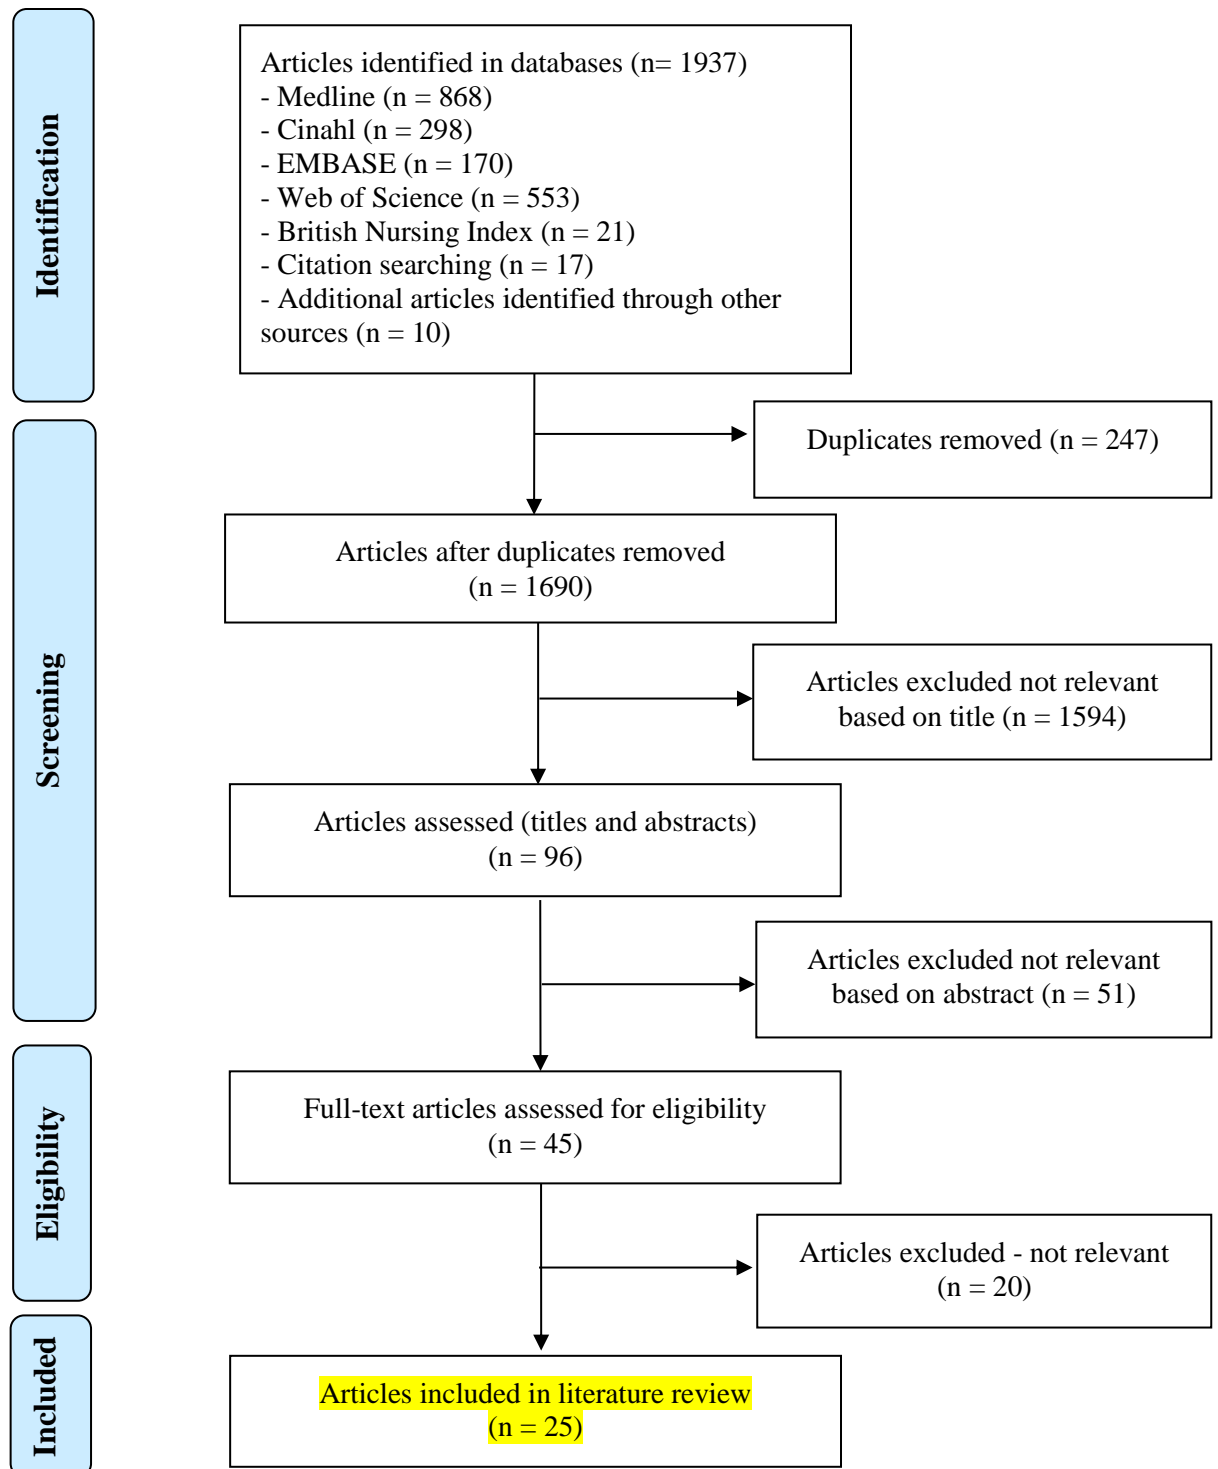 Identification
Articles identified in databases (n= 1937)
- Medline (n = 868)
- Cinahl (n = 298)
- EMBASE (n = 170)
- Web of Science (n = 553)
- British Nursing Index (n = 21)
- Citation searching (n = 17)
- Additional articles identified through other
sources (n = 10)
Screening
Duplicates removed (n = 247)
Articles after duplicates removed
(n = 1690)
Articles excluded not relevant
based on title (n = 1594)
Articles assessed (titles and abstracts)
(n = 96)
Articles excluded not relevant
based on abstract (n = 51)
Eligibility
Full-text articles assessed for eligibility
(n = 45)
Articles excluded - not relevant
(n = 20)
Included
Articles included in literature review
(n = 25)